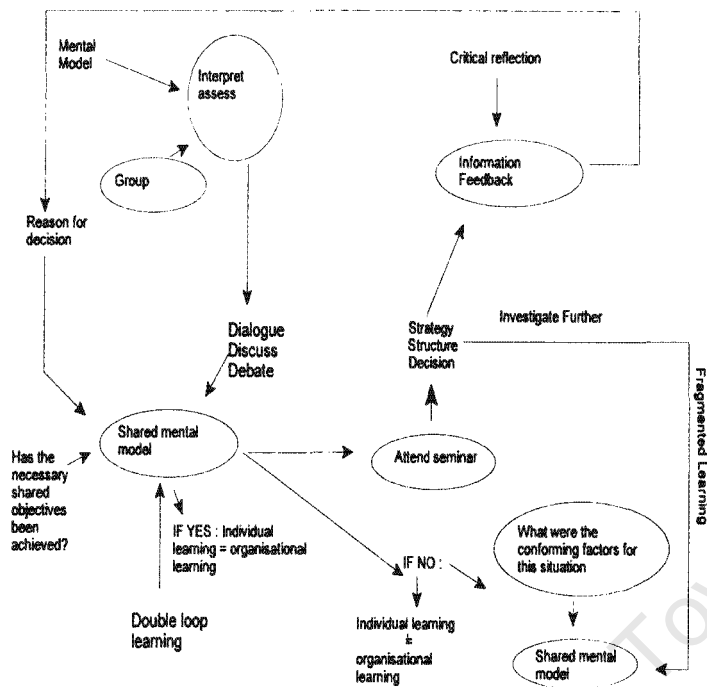 Mental
Model
Interpret
assess
Critical reflection
Group
Information
Feedback
Reason for
decision
Dialogue
Discuss
Debate
Strategy
Structure
Decision
Investigate Further
Fragmented Learning
Shared mental
model
Attend seminar
Has the
necessary
shared
objectives
been
achieved?
IF YES : Individual
learning = organisational
learning
What were the
conforming factors for
this situation
IF NO :
Double loop
learning
Individual learning
organisational
learning
Shared mental
model